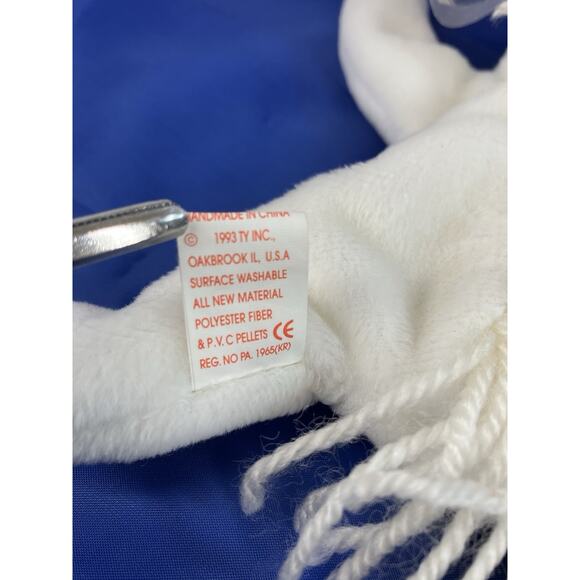 HANDMADE IN CHINA
© 1993 TY INC.,
OAKBROOK IL, U.S.A
SURFACE WASHABLE
ALL NEW MATERIAL
POLYESTER FIBER
& P.V.C PELLETS CE
REG. NO PA. 1965(KR)